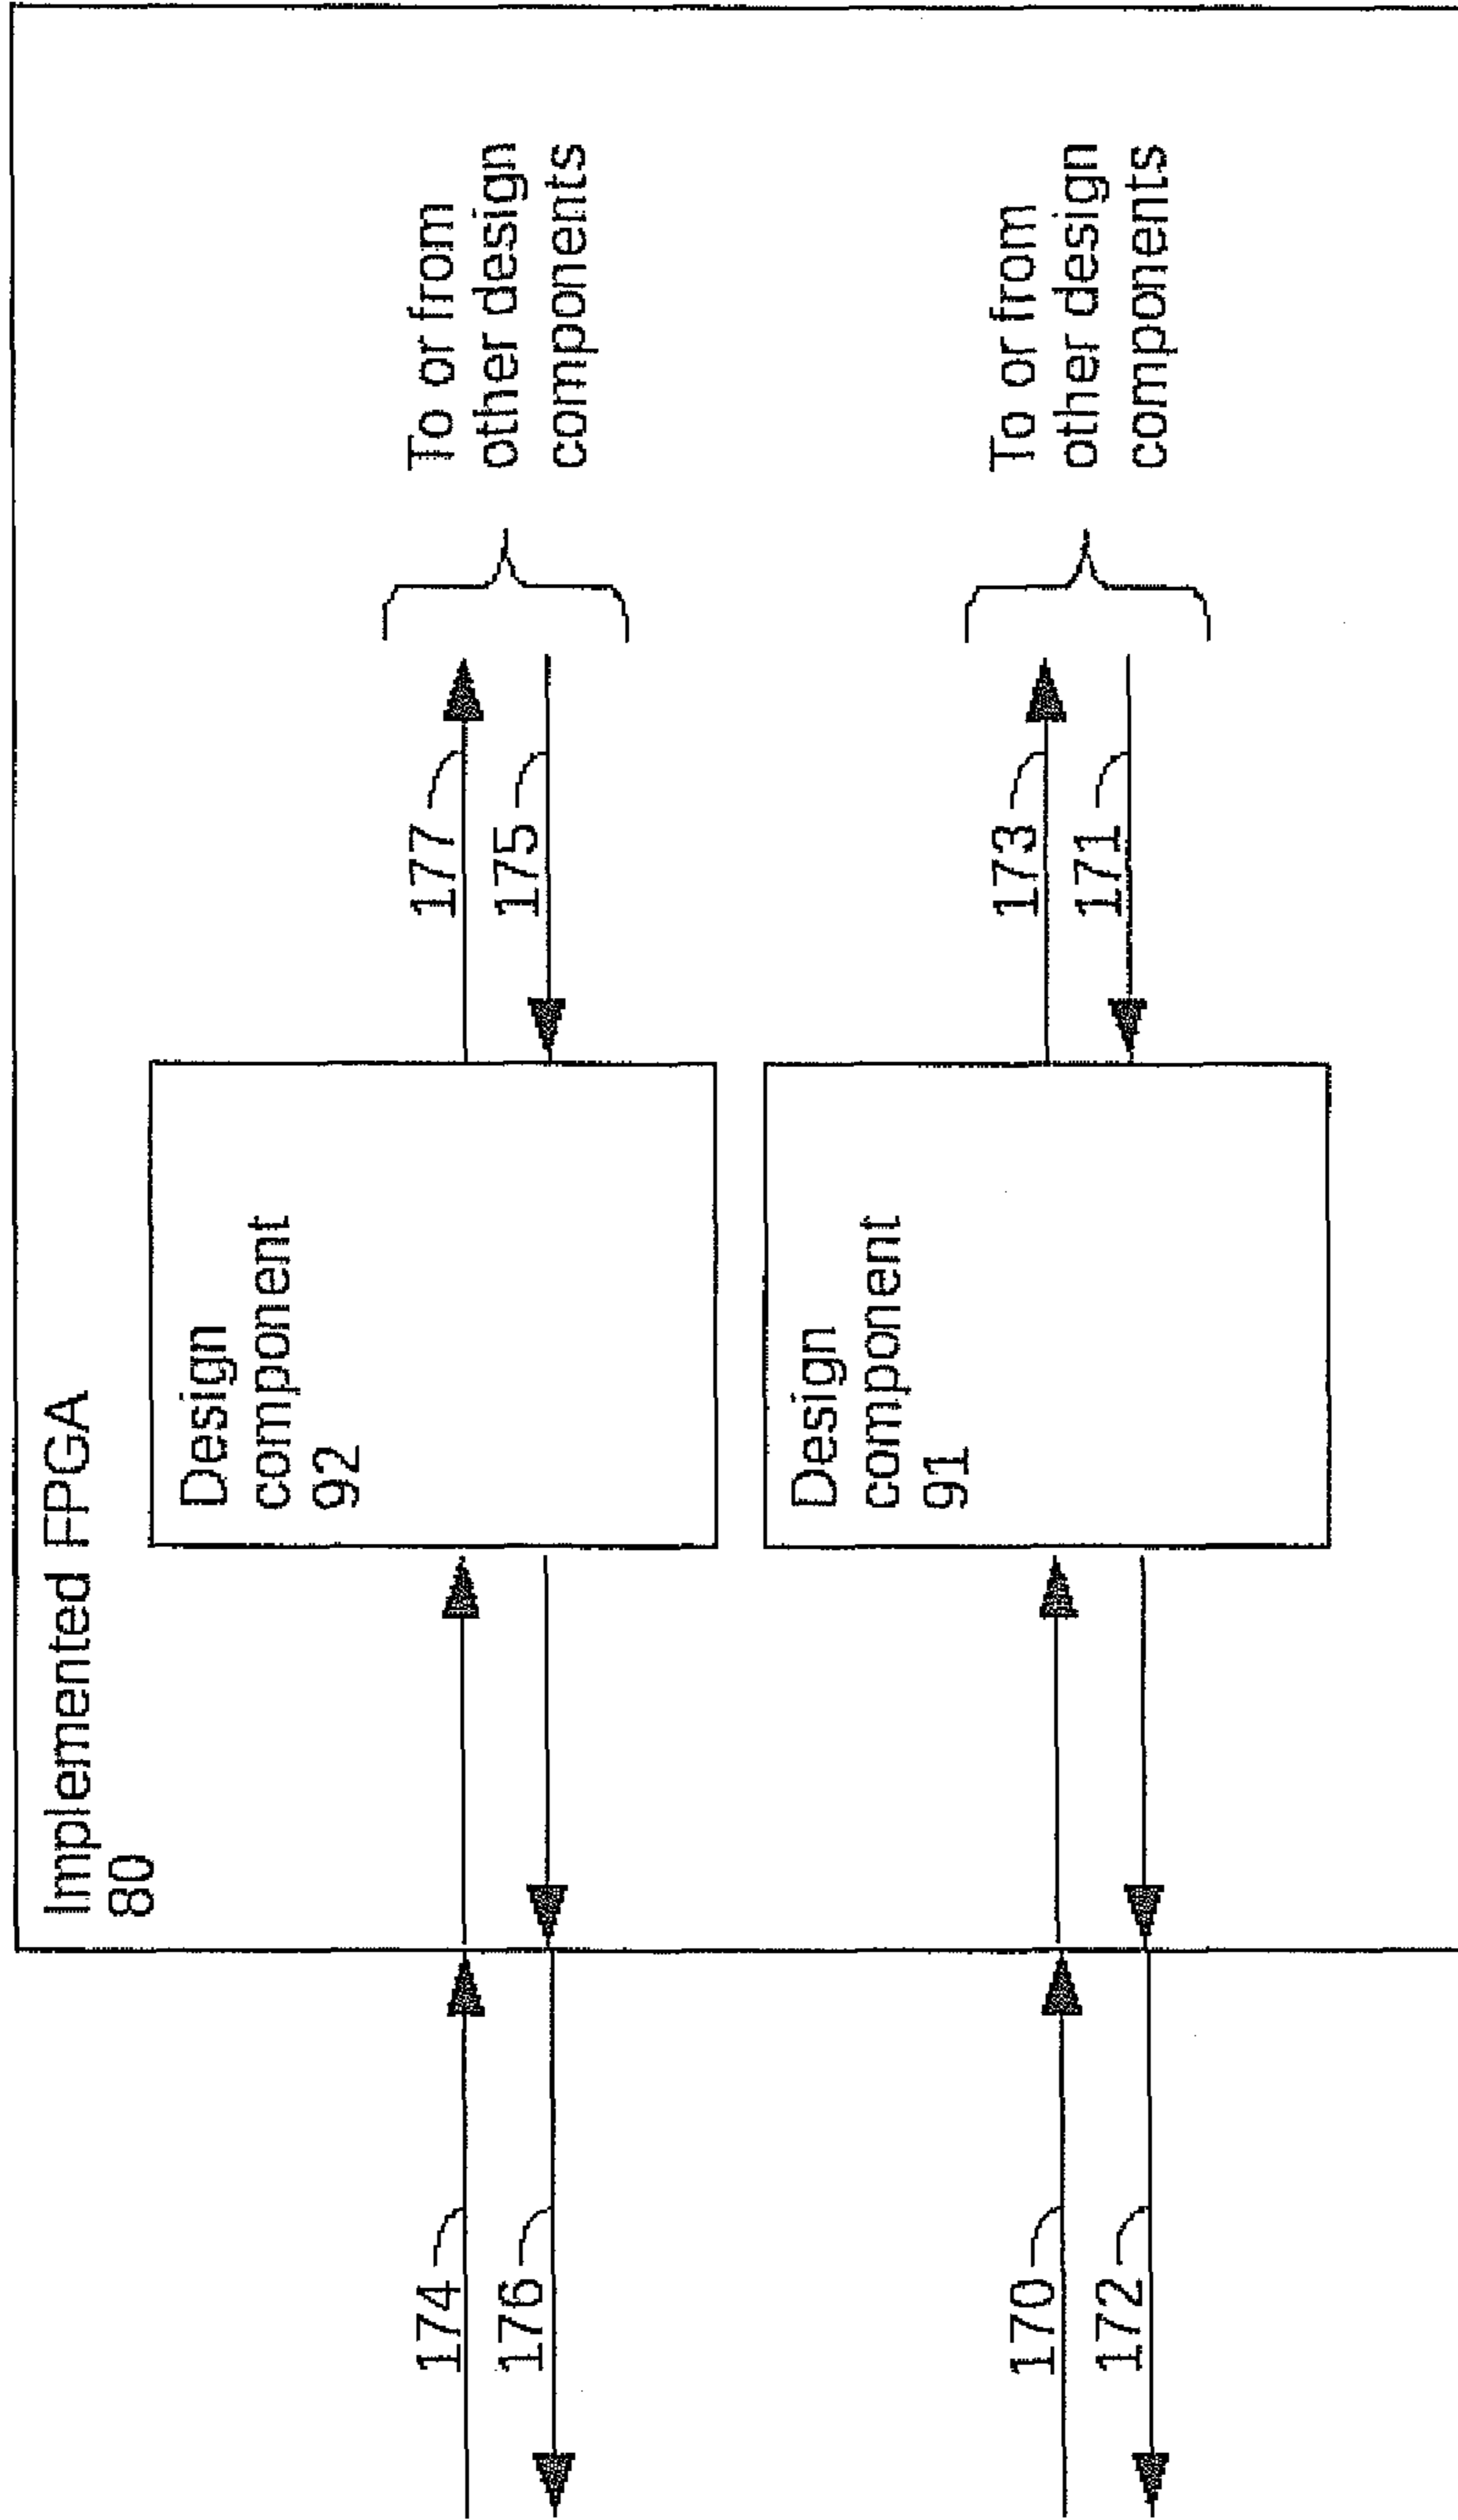 Implemented FPGA
80
Design
component
92
174
176
177
175
To or from
other design
components
Design
component
91
170
172
173
171
To or from
other design
components